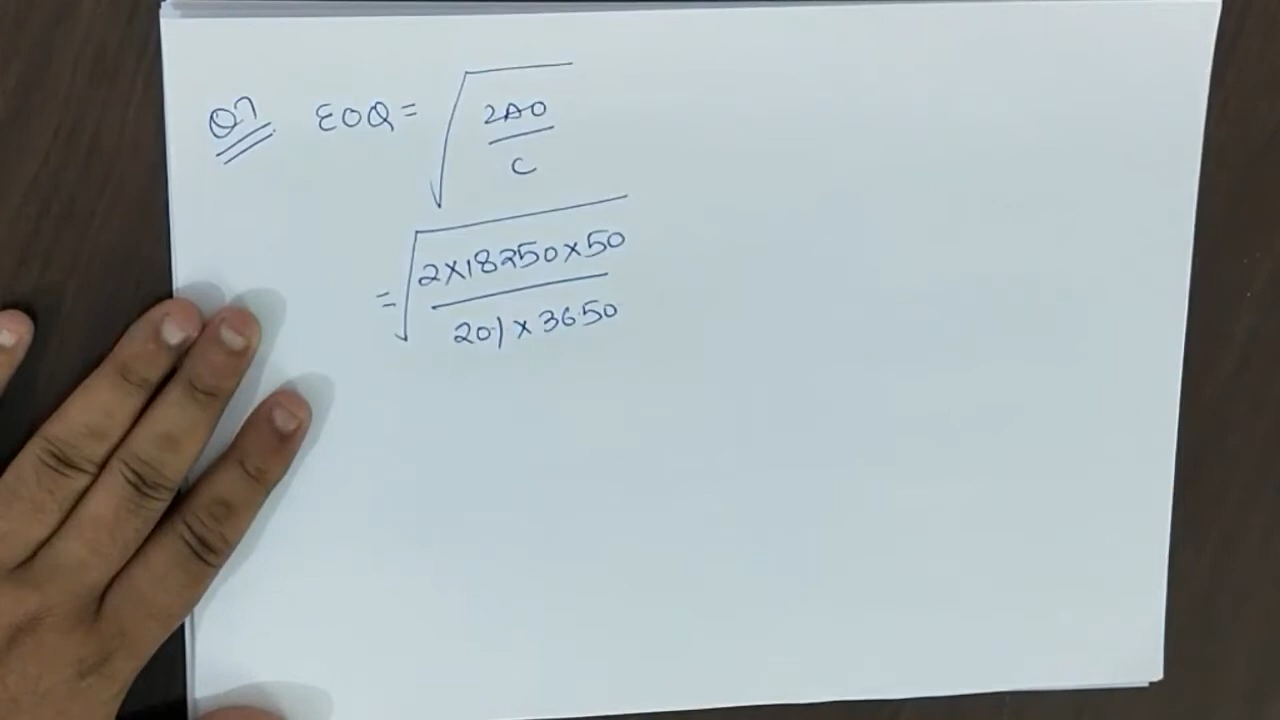 Q7 EOQ = √(2AO / C)
= √(2×18250×50 / 20% × 36.50)